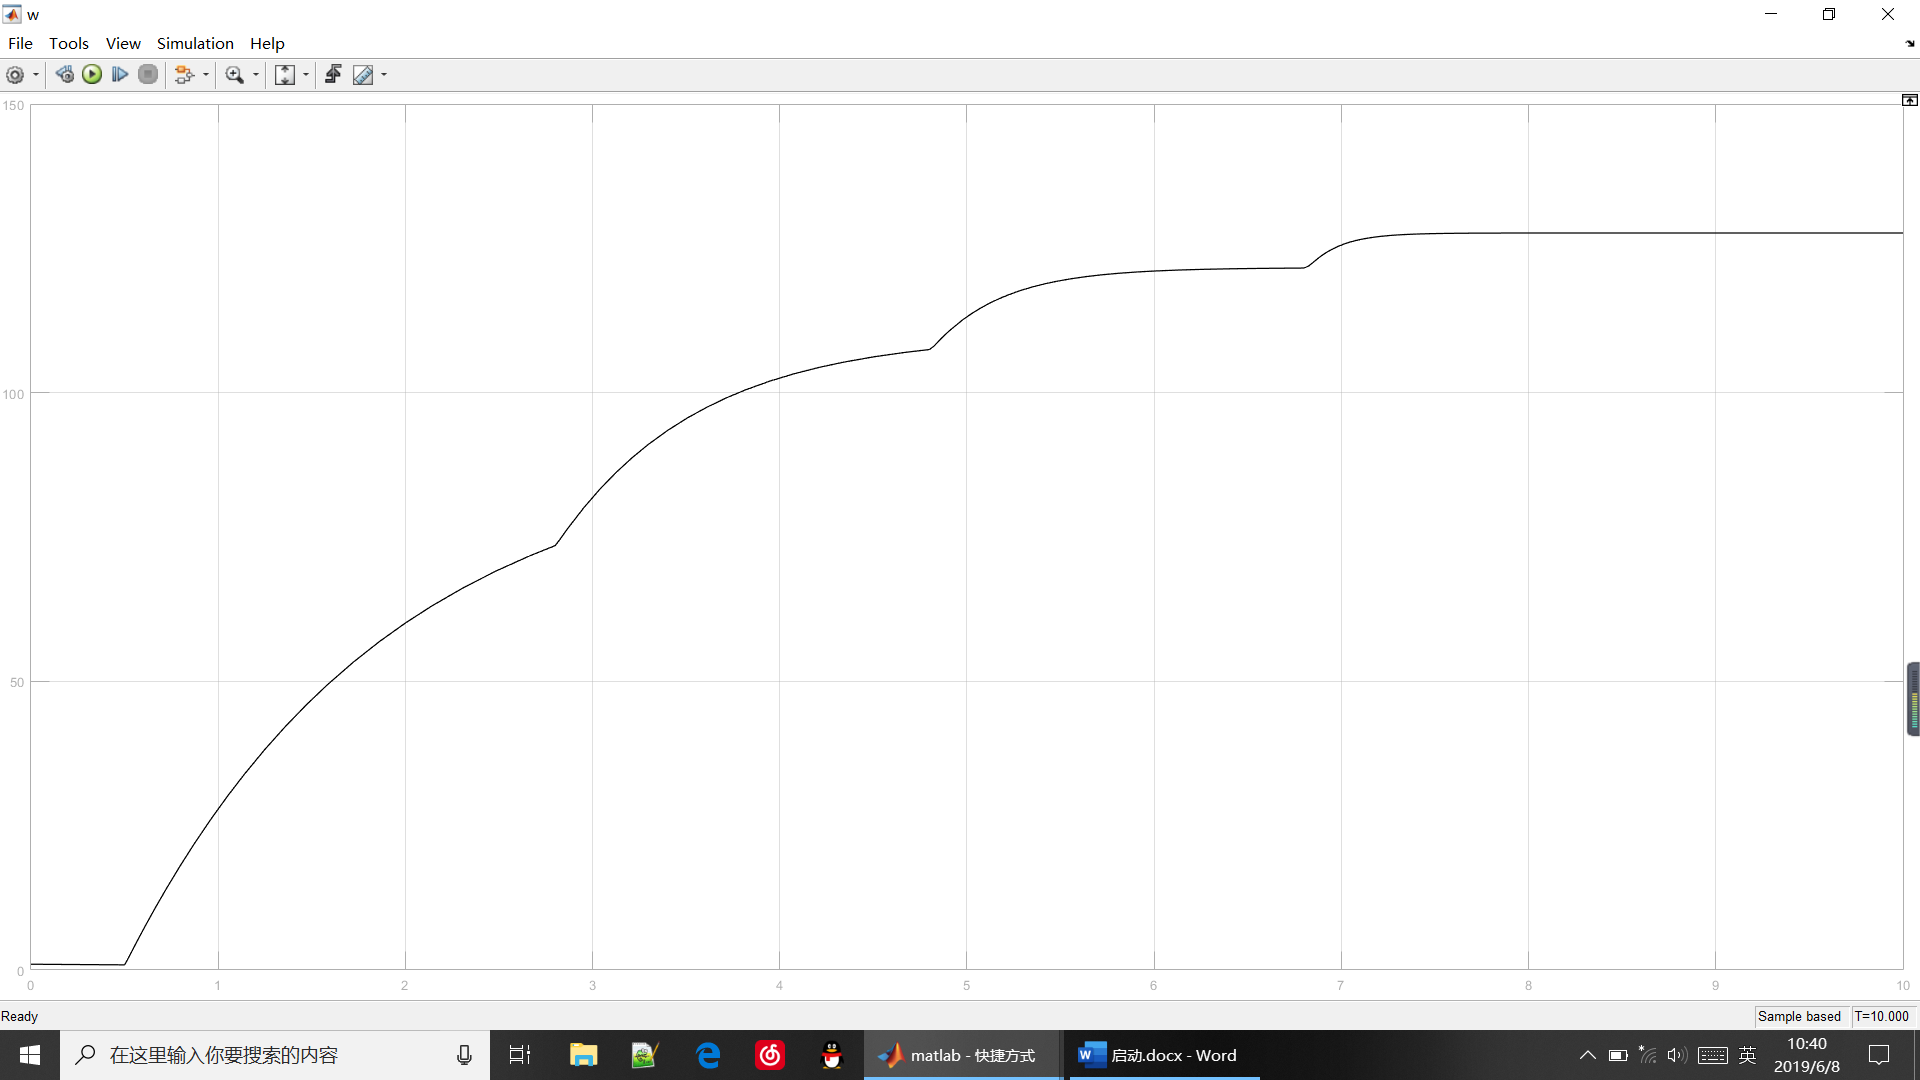 w
File Tools View Simulation Help
150
100
50
0
0 1 2 3 4 5 6 7 8 9 10
Ready
Sample based T=10.000
在这里输入你要搜索的内容
matlab - 快捷方式
启动.docx - Word
英
10:40
2019/6/8